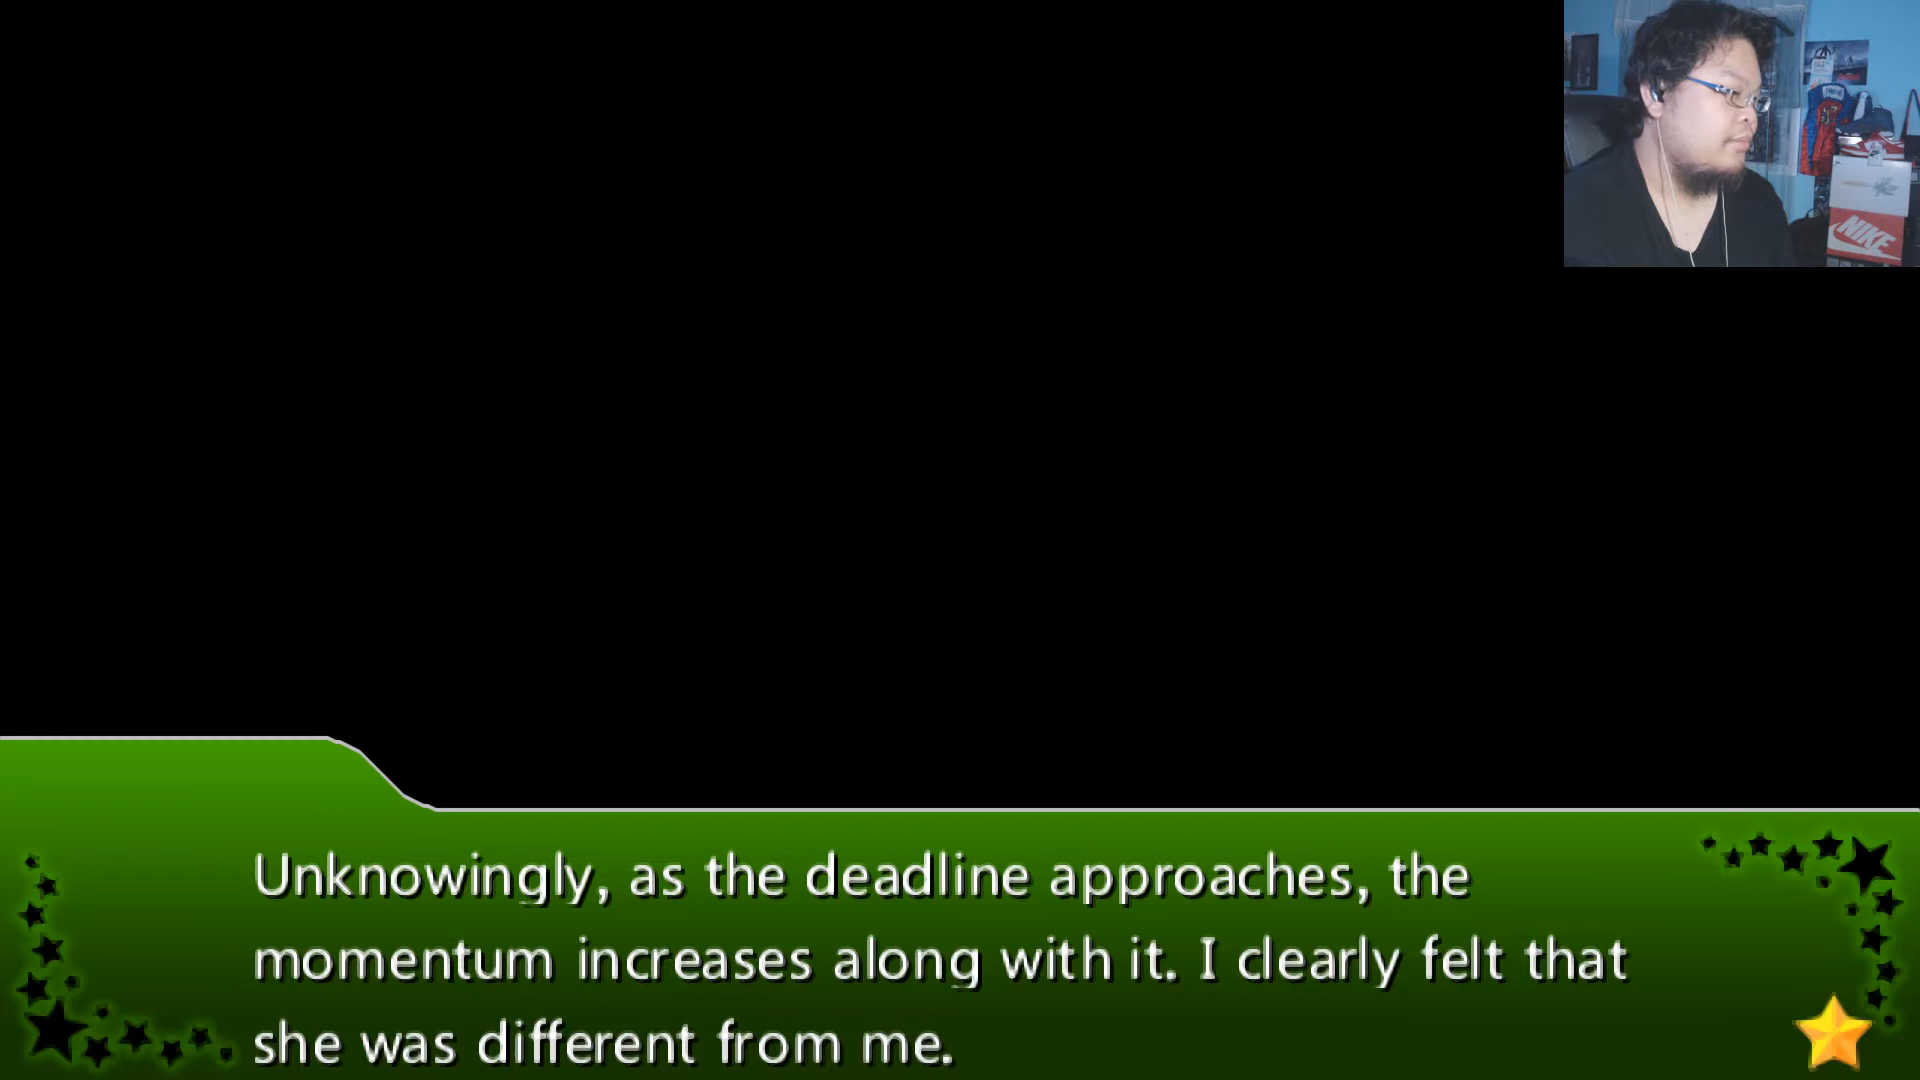 NIKE
Unknowingly, as the deadline approaches, the
momentum increases along with it. I clearly felt that
she was different from me.